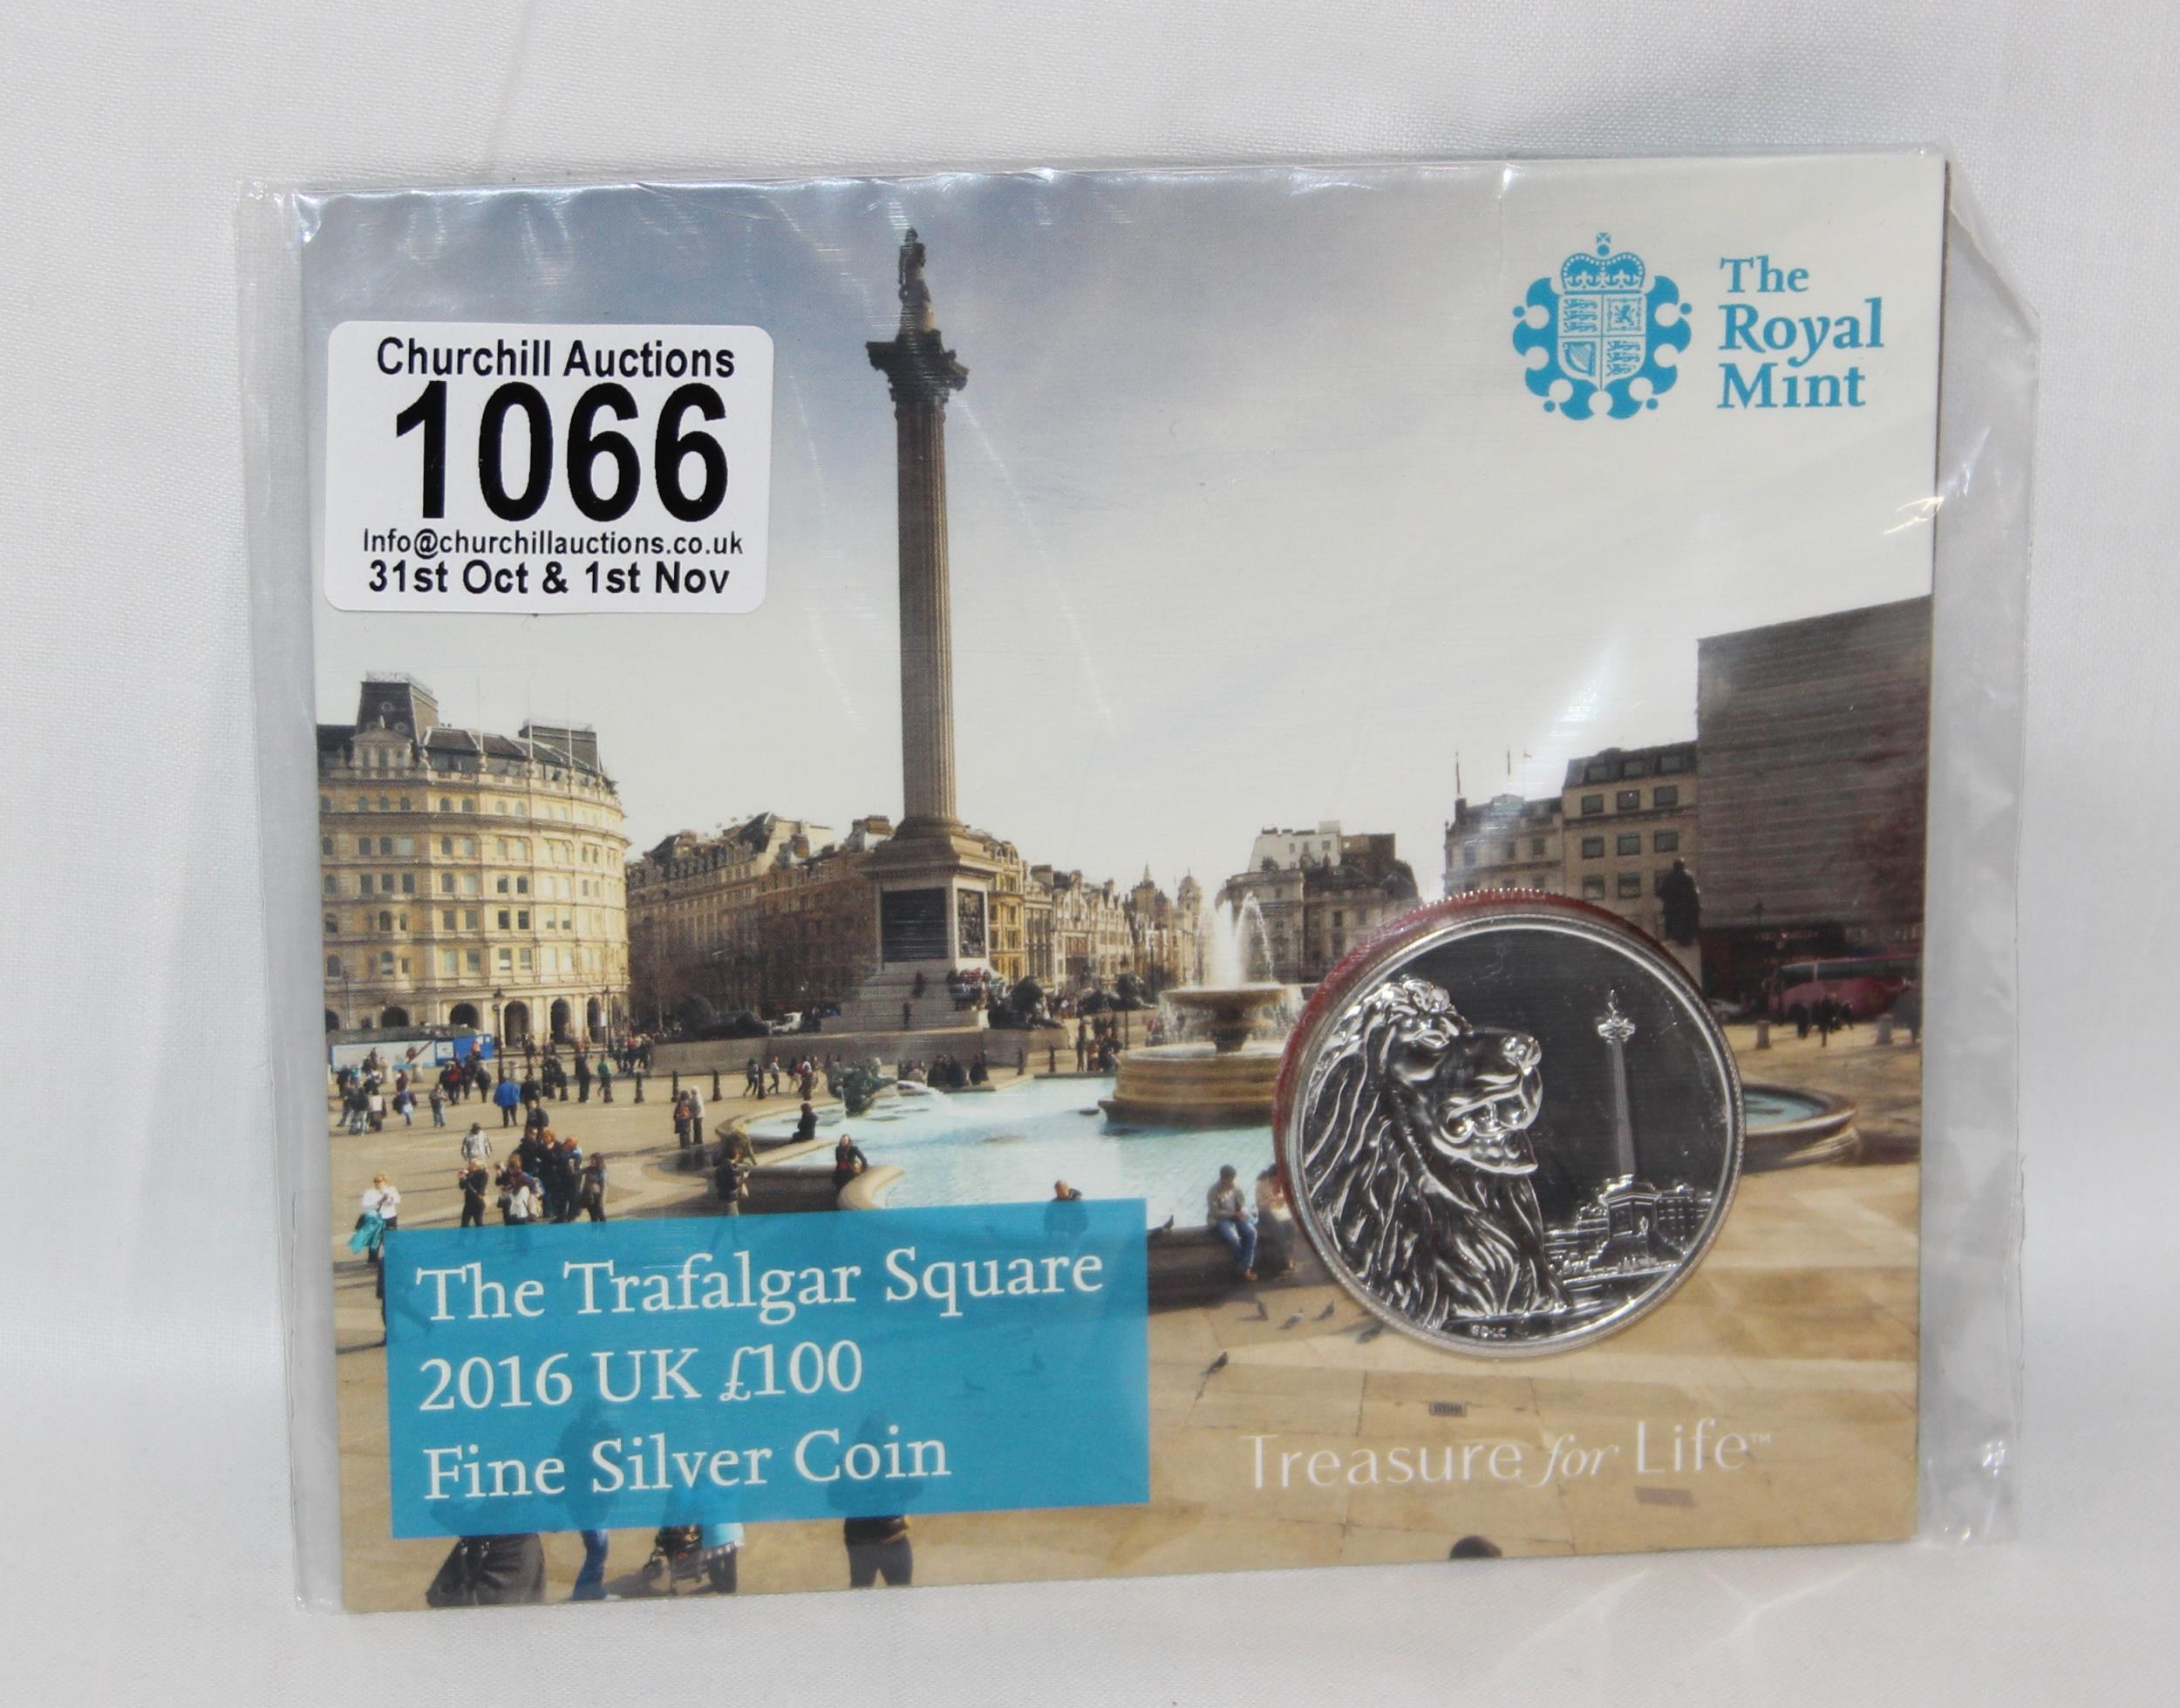 Churchill Auctions
1066
Info@churchillauctions.co.uk
31st Oct & 1st Nov
The
Royal
Mint
The Trafalgar Square
2016 UK £100
Fine Silver Coin
Treasure for Life™